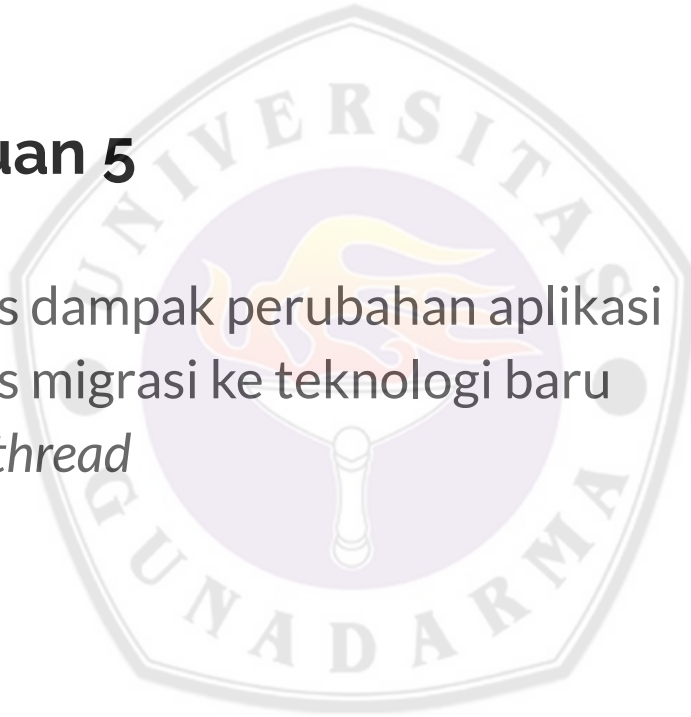 uan 5
s dampak perubahan aplikasi
s migrasi ke teknologi baru
thread
UNIVERSITAS
GUNADARMA